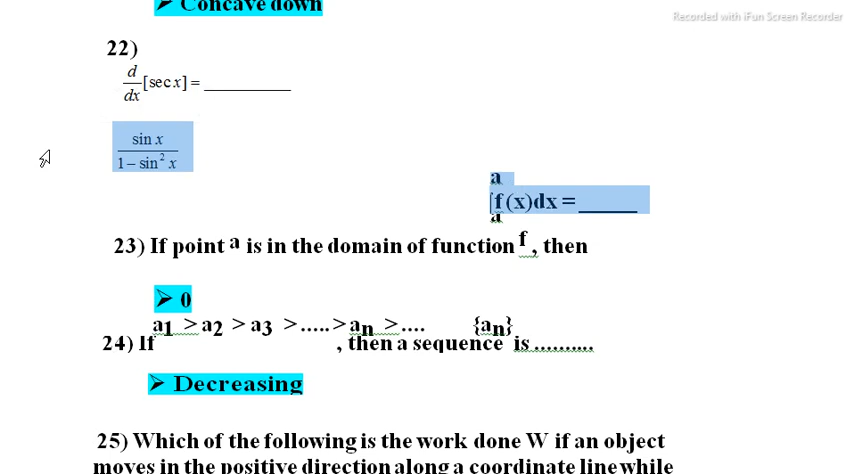 ➤ Concave down
Recorded with iFun Screen Recorder
22)
d/dx [sec x] = __________
sin x / 1 − sin² x
a
∫f (x)dx = ______
a
23) If point a is in the domain of function f , then
➤ 0
24) If a1 > a2 > a3 > ..... > an > .... , then a sequence {an} is ..........
➤ Decreasing
25) Which of the following is the work done W if an object
moves in the positive direction along a coordinate line while